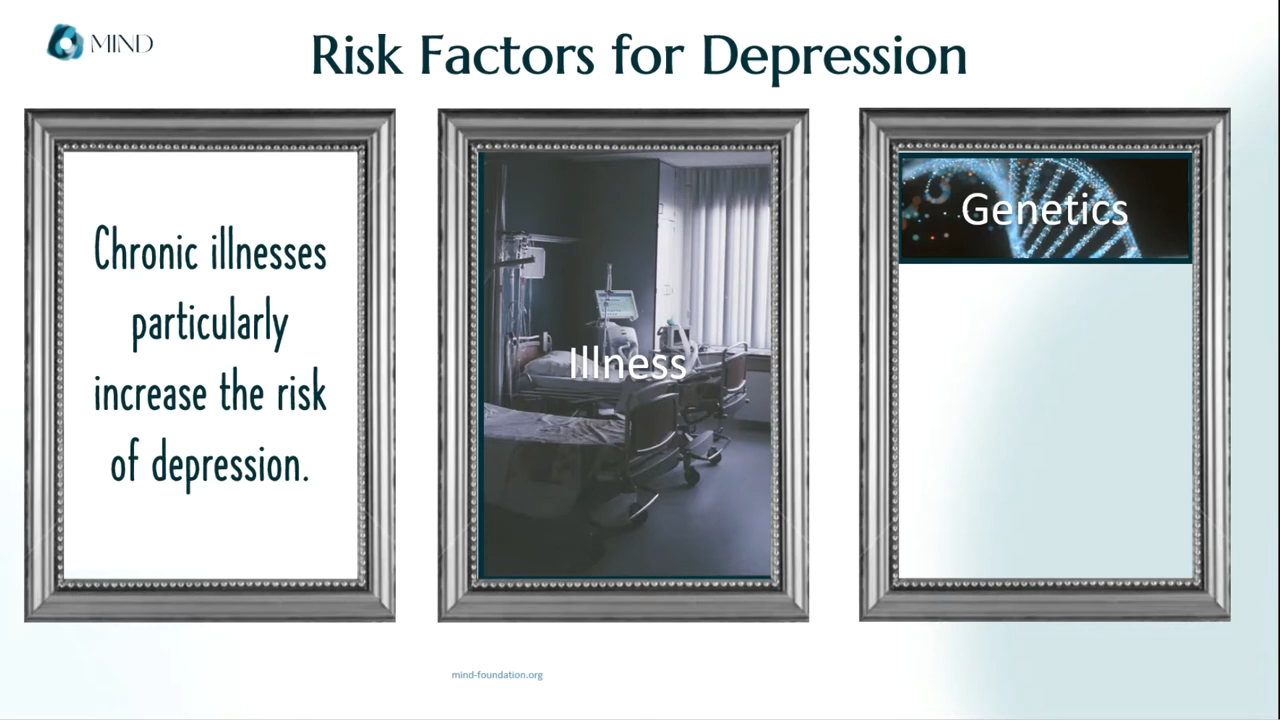 MIND
Risk Factors for Depression
Chronic illnesses
particularly
increase the risk
of depression.
Illness
Genetics
mind-foundation.org